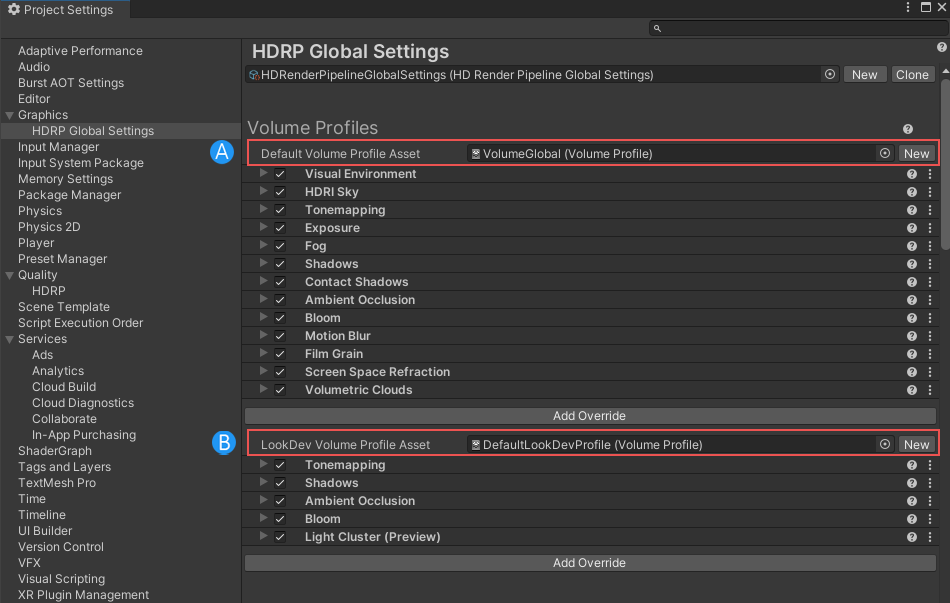 Project Settings
Adaptive Performance
Audio
Burst AOT Settings
Editor
Graphics
HDRP Global Settings
Input Manager
Input System Package
Memory Settings
Package Manager
Physics
Physics 2D
Player
Preset Manager
Quality
HDRP
Scene Template
Script Execution Order
Services
Ads
Analytics
Cloud Build
Cloud Diagnostics
Collaborate
In-App Purchasing
ShaderGraph
Tags and Layers
TextMesh Pro
Time
Timeline
UI Builder
Version Control
VFX
Visual Scripting
XR Plugin Management
HDRP Global Settings
HDRenderPipelineGlobalSettings (HD Render Pipeline Global Settings) New Clone
Volume Profiles
A Default Volume Profile Asset VolumeGlobal (Volume Profile) New
Visual Environment
HDRI Sky
Tonemapping
Exposure
Fog
Shadows
Contact Shadows
Ambient Occlusion
Bloom
Motion Blur
Film Grain
Screen Space Refraction
Volumetric Clouds
Add Override
B LookDev Volume Profile Asset DefaultLookDevProfile (Volume Profile) New
Tonemapping
Shadows
Ambient Occlusion
Bloom
Light Cluster (Preview)
Add Override